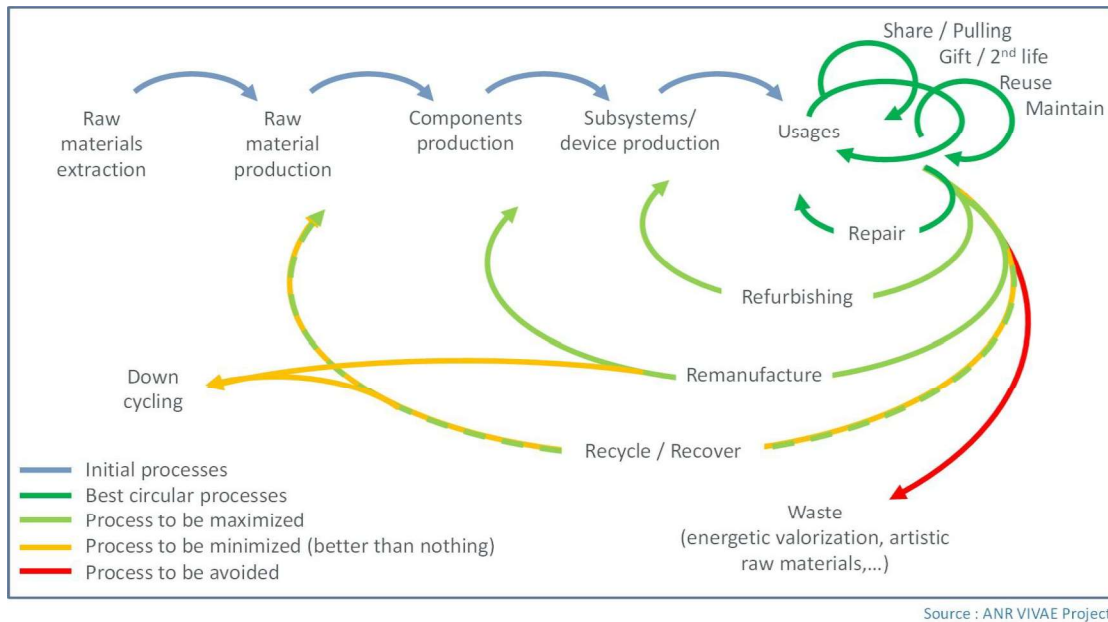 Share / Pulling
Gift / 2nd life
Reuse
Maintain
Raw
materials
extraction
Raw
material
production
Components
production
Subsystems/
device production
Usages
Repair
Refurbishing
Remanufacture
Down
cycling
Recycle / Recover
Initial processes
Best circular processes
Process to be maximized
Process to be minimized (better than nothing)
Process to be avoided
Waste
(energetic valorization, artistic
raw materials,...)
Source : ANR VIVAE Project